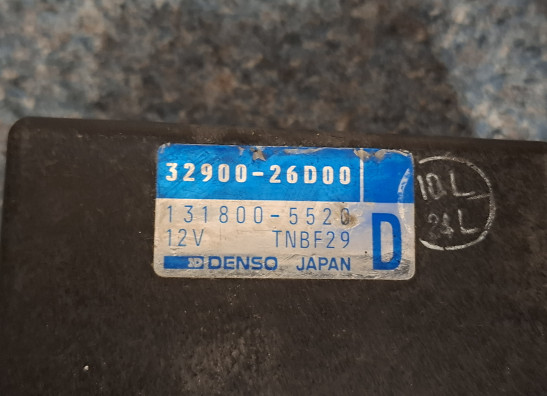 32900-26D00
131800-5520
12V TNBF29
D
DENSO JAPAN
10L
24L